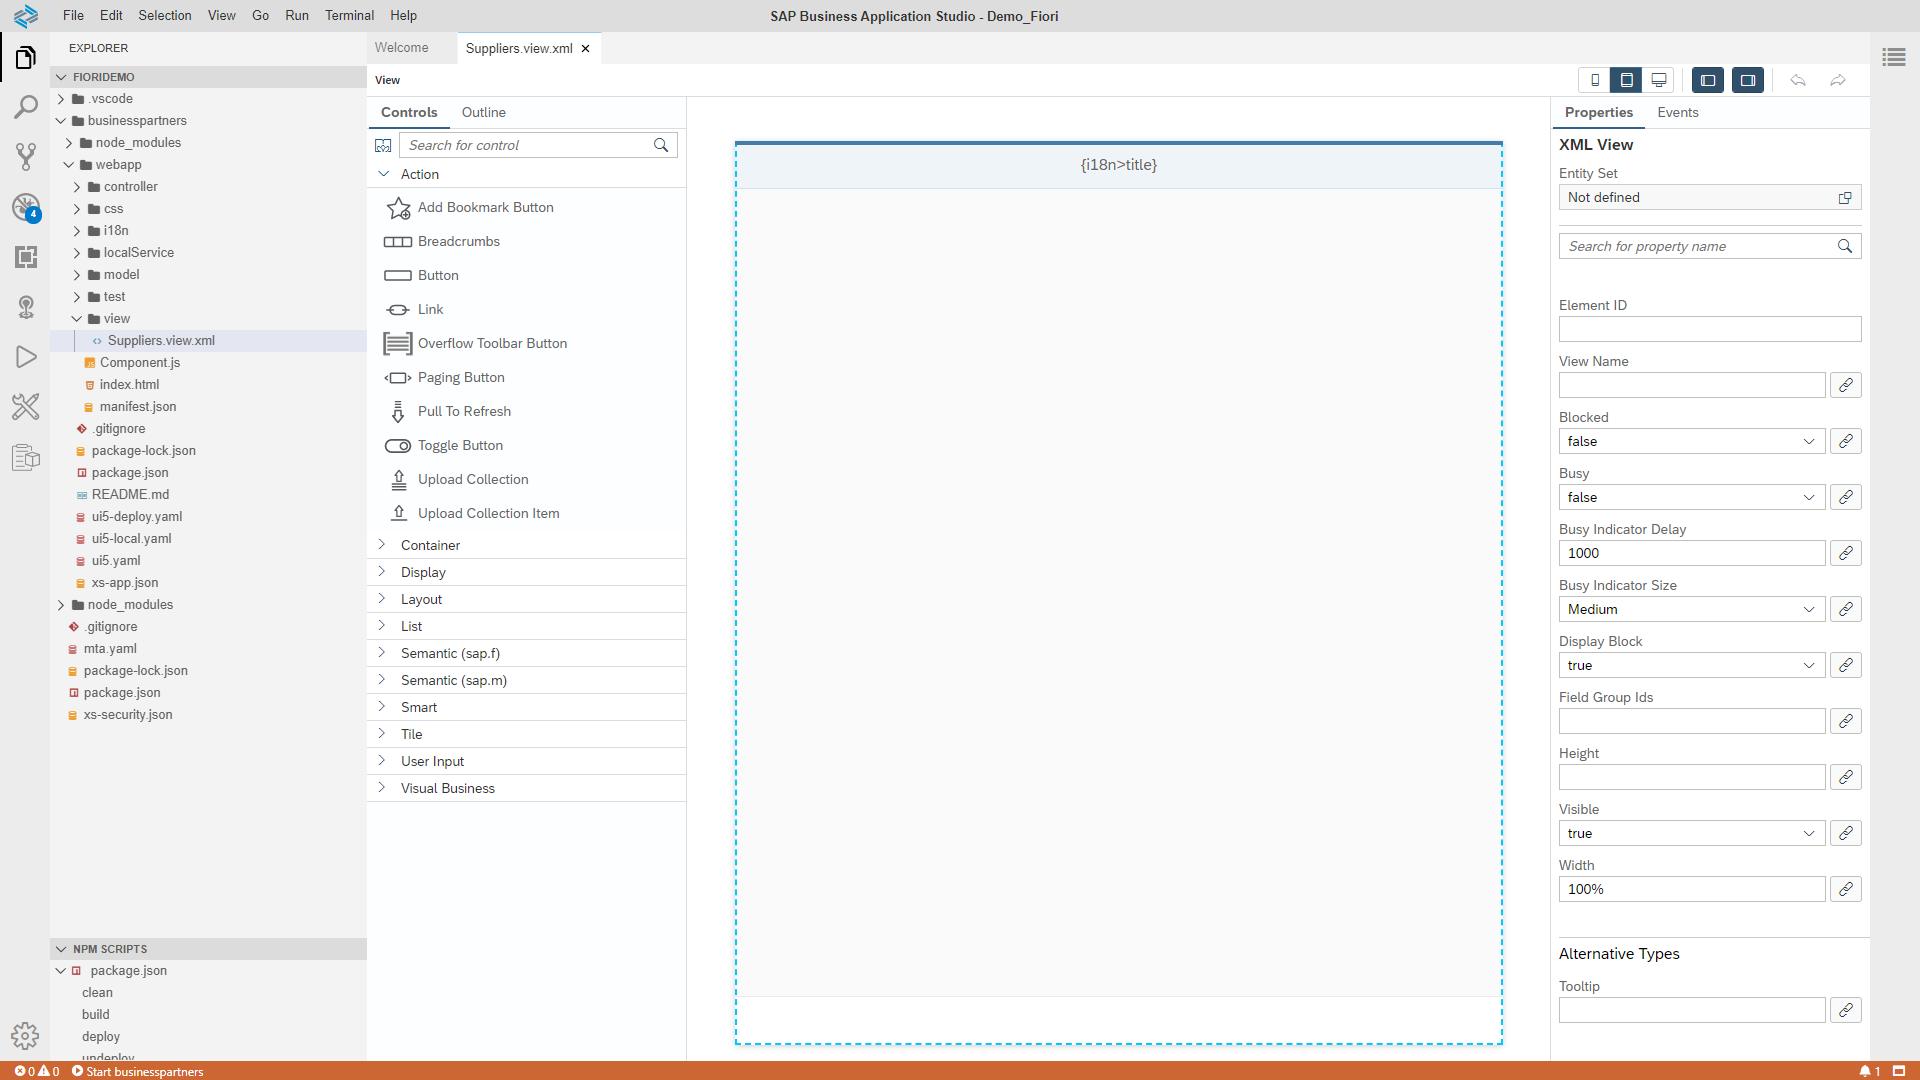 File Edit Selection View Go Run Terminal Help
SAP Business Application Studio - Demo_Fiori
EXPLORER
FIORIDEMO
.vscode
businesspartners
node_modules
webapp
controller
css
i18n
localService
model
test
view
Suppliers.view.xml
Component.js
index.html
manifest.json
.gitignore
package-lock.json
package.json
README.md
ui5-deploy.yaml
ui5-local.yaml
ui5.yaml
xs-app.json
node_modules
.gitignore
mta.yaml
package-lock.json
package.json
xs-security.json
NPM SCRIPTS
package.json
clean
build
deploy
undeploy
4
Welcome
Suppliers.view.xml
View
Controls Outline
Search for control
Action
Add Bookmark Button
Breadcrumbs
Button
Link
Overflow Toolbar Button
Paging Button
Pull To Refresh
Toggle Button
Upload Collection
Upload Collection Item
Container
Display
Layout
List
Semantic (sap.f)
Semantic (sap.m)
Smart
Tile
User Input
Visual Business
{i18n>title}
Properties Events
XML View
Entity Set
Not defined
Search for property name
Element ID
View Name
Blocked
false
Busy
false
Busy Indicator Delay
1000
Busy Indicator Size
Medium
Display Block
true
Field Group Ids
Height
Visible
true
Width
100%
Alternative Types
Tooltip
0 0 Start businesspartners
1